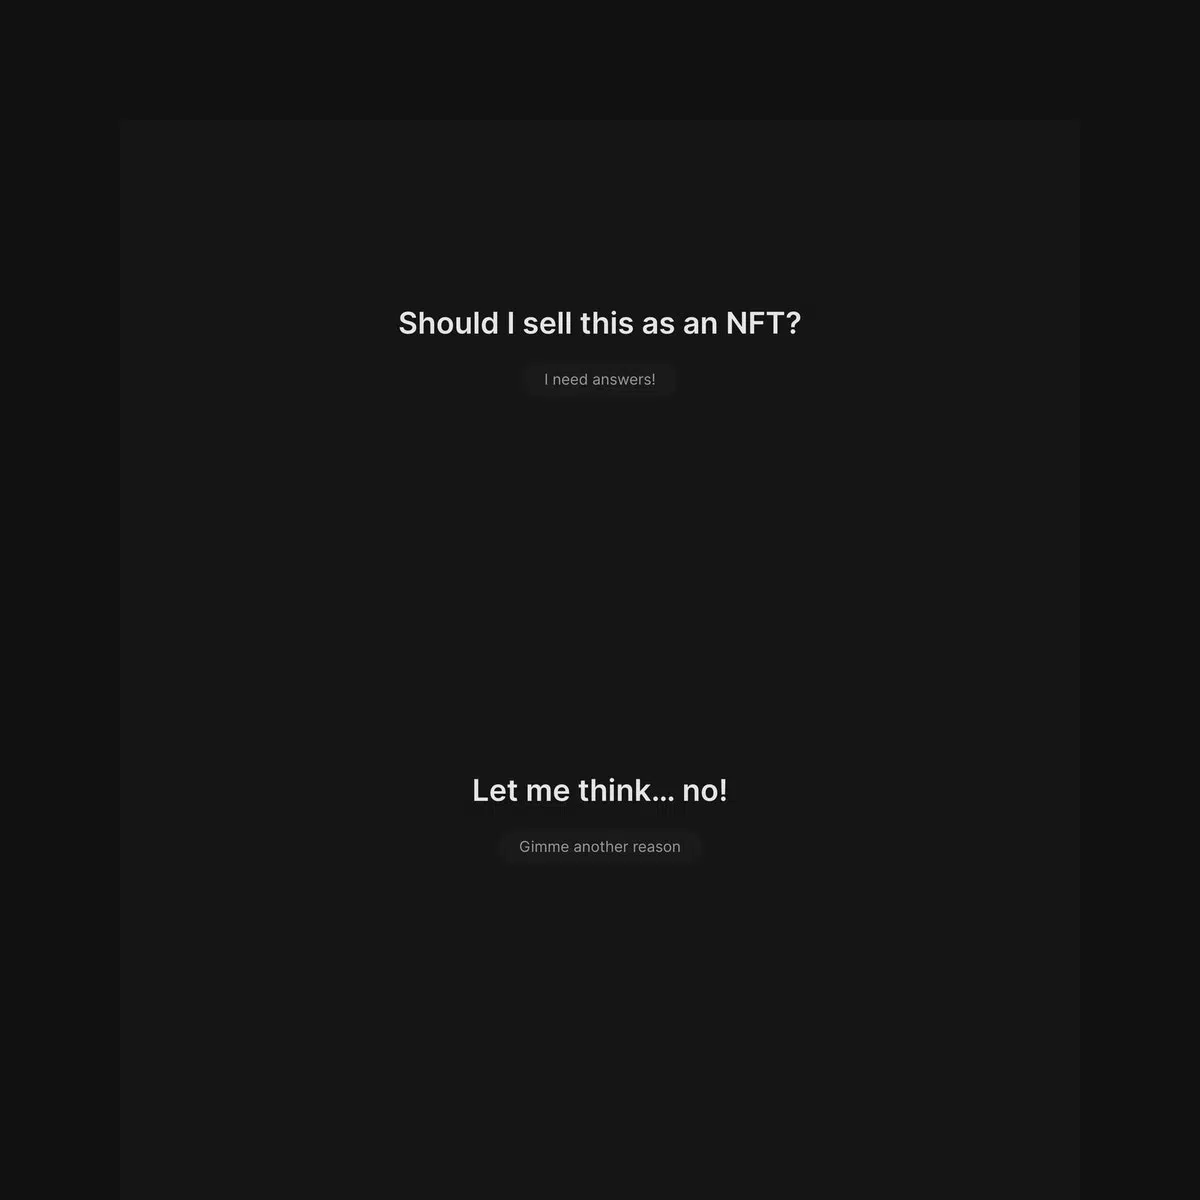 Should I sell this as an NFT?
I need answers!
Let me think... no!
Gimme another reason